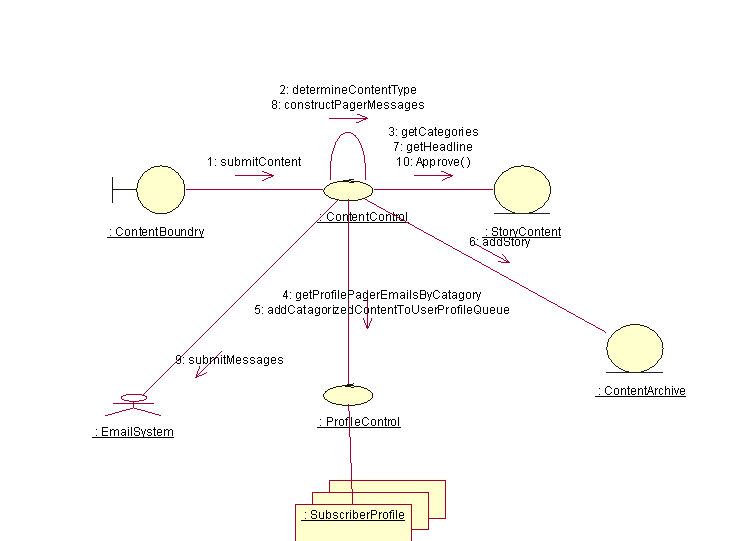 2: determineContentType
8: constructPagerMessages
3: getCategories
7: getHeadline
10: Approve( )
1: submitContent
: ContentControl
: ContentBoundry
: StoryContent
6: addStory
4: getProfilePagerEmailsByCatagory
5: addCatagorizedContentToUserProfileQueue
9: submitMessages
: ContentArchive
: ProfileControl
: EmailSystem
: SubscriberProfile